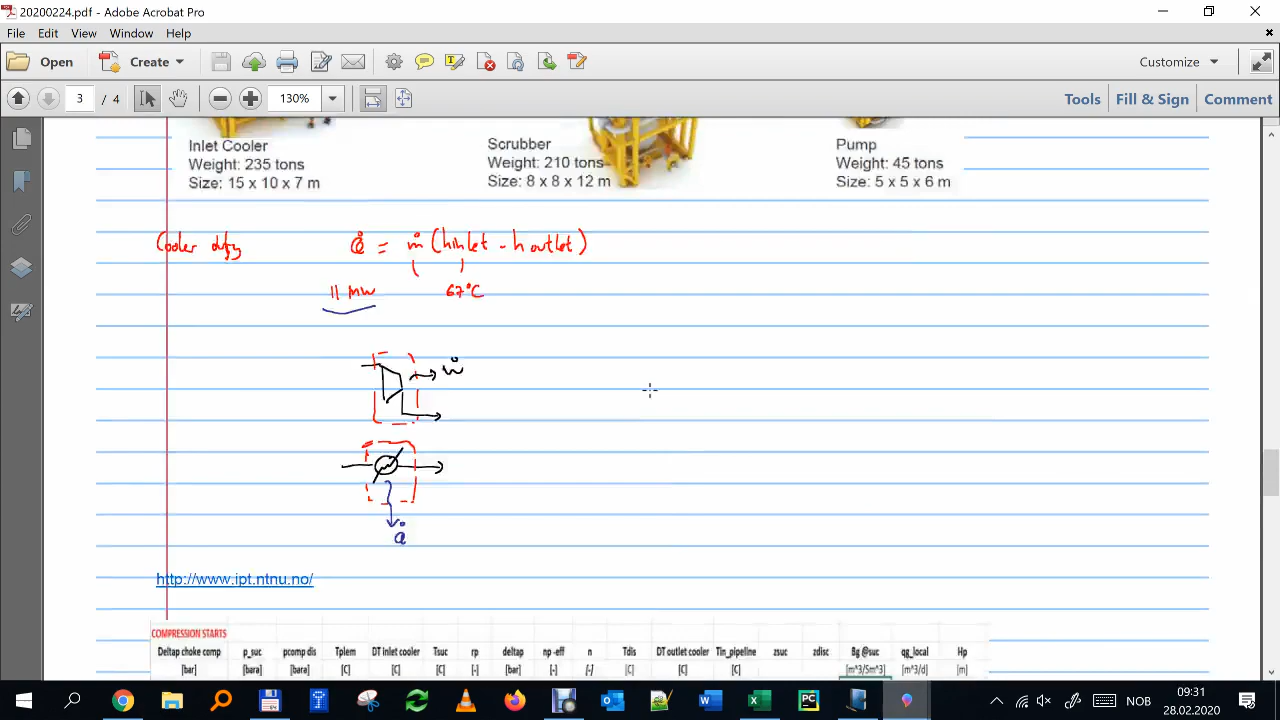 20200224.pdf - Adobe Acrobat Pro
File Edit View Window Help
Open Create Customize
3 / 4 130% Tools Fill & Sign Comment
Inlet Cooler Scrubber Pump
Weight: 235 tons Weight: 210 tons Weight: 45 tons
Size: 15 x 10 x 7 m Size: 8 x 8 x 12 m Size: 5 x 5 x 6 m
Cooler duty Q̇ = ṁ (hinlet - houtlet)
11 MW 67°C
ẇ
Q̇
http://www.ipt.ntnu.no/
COMPRESSION STARTS
Deltap choke comp p_suc pcomp dis Tplem DT inlet cooler Tsuc rp deltap np -eff n Tdis DT outlet cooler Tin_pipeline zsuc zdisc Bg @suc qg_local Hp
[bar] [bara] [bara] [C] [C] [C] [-] [bar] [-] [-] [C] [C] [C] [m^3/Sm^3] [m^3/d] [m]
NOB 09:31
28.02.2020